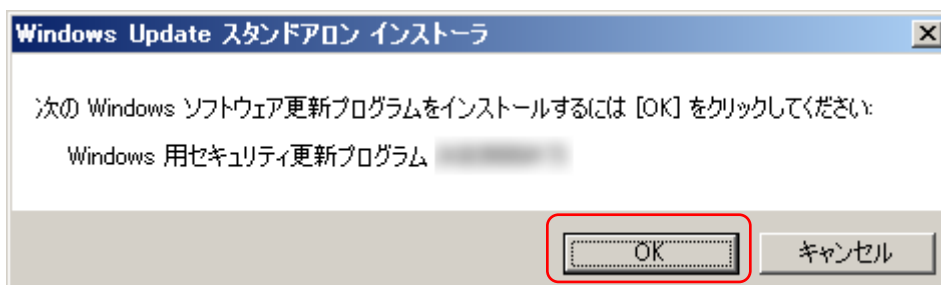 Windows Update スタンドアロン インストーラ
次の Windows ソフトウェア更新プログラムをインストールするには [OK] をクリックしてください:
Windows 用セキュリティ更新プログラム
OK
キャンセル